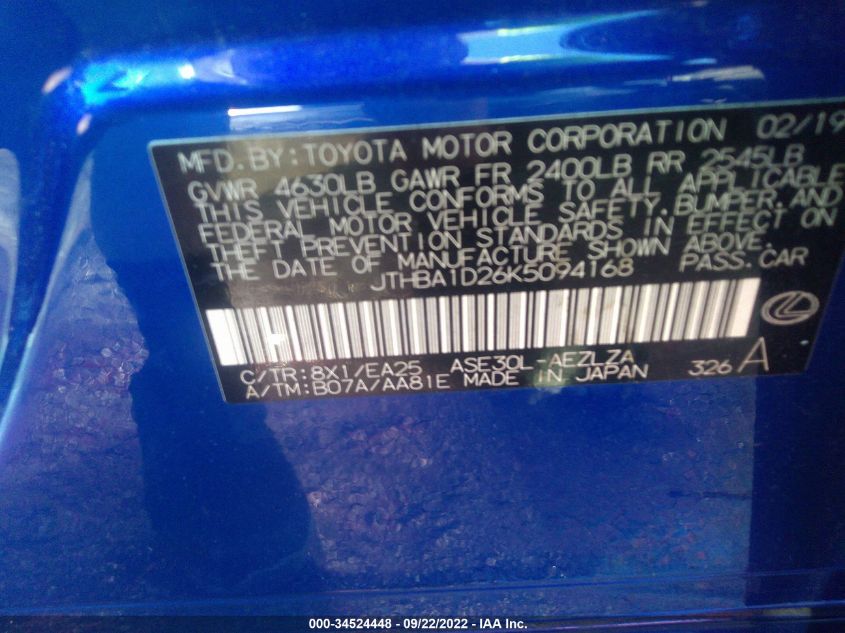 MFD.BY:TOYOTA MOTOR CORPORATION 02/19
GVWR 4630LB GAWR FR 2400LB RR 2545LB
THIS VEHICLE CONFORMS TO ALL APPLICABLE
FEDERAL MOTOR VEHICLE SAFETY,BUMPER,AND
THEFT PREVENTION STANDARDS IN EFFECT ON
THE DATE OF MANUFACTURE SHOWN ABOVE.
JTHBA1D26K5094168 PASS.CAR
C/TR:8X1/EA25 ASE30L-AEZLZA
A/TM:B07A/AA81E MADE IN JAPAN 326 A
000-34524448 - 09/22/2022 - IAA Inc.